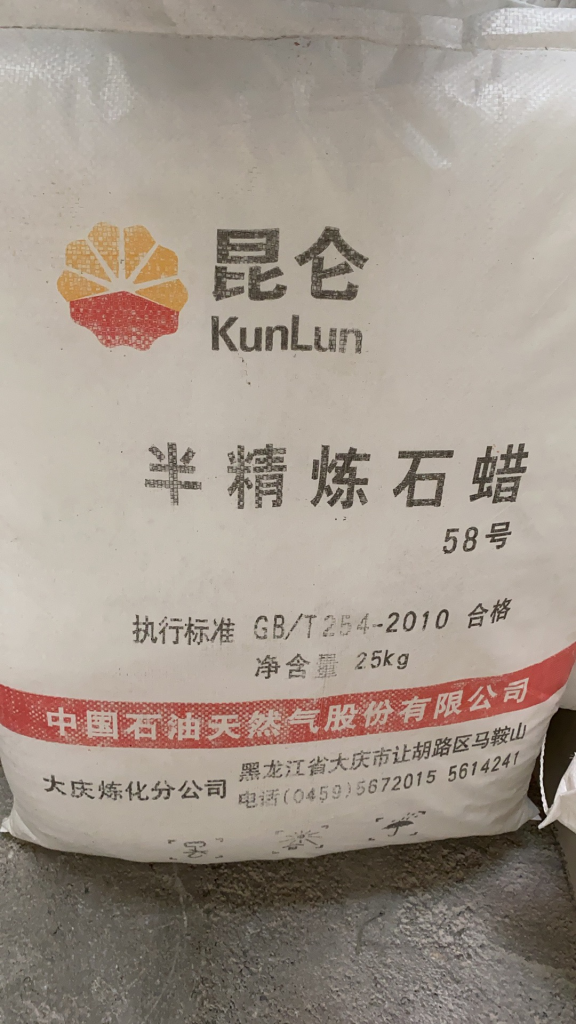 昆仑
KunLun
半精炼石蜡
58号
执行标准 GB/T254-2010 合格
净含量 25kg
中国石油天然气股份有限公司
大庆炼化分公司
黑龙江省大庆市让胡路区马鞍山
电话(0459)5672015 5614241